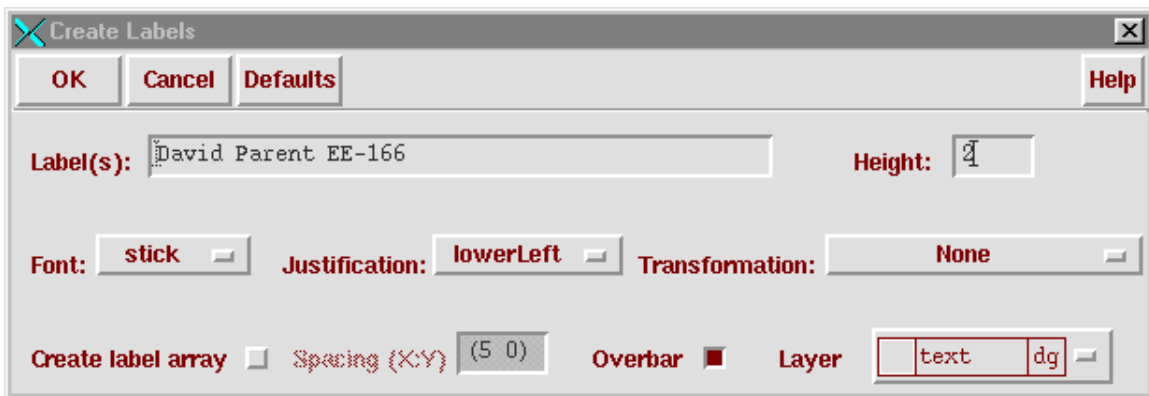 Create Labels
OK Cancel Defaults Help
Label(s): David Parent EE-166 Height: 2
Font: stick Justification: lowerLeft Transformation: None
Create label array Spacing (X:Y) (5 0) Overbar Layer text dg